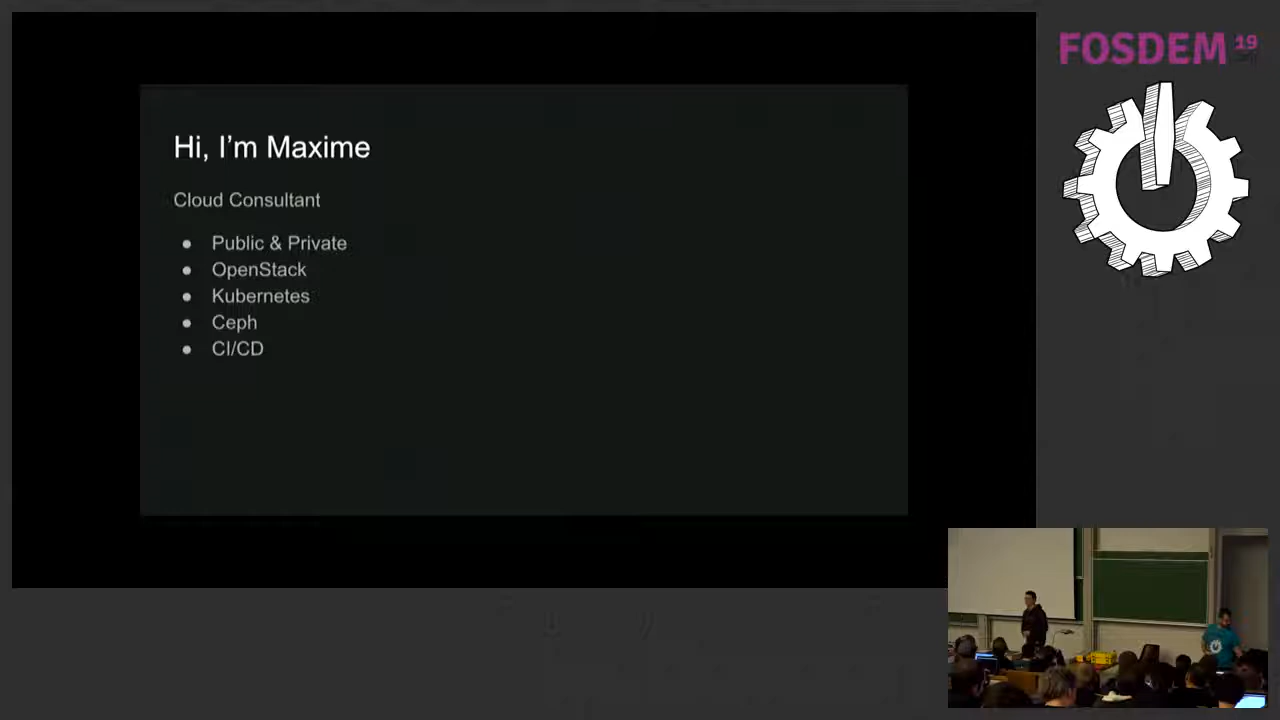 FOSDEM 19
Hi, I'm Maxime
Cloud Consultant
● Public & Private
● OpenStack
● Kubernetes
● Ceph
● CI/CD